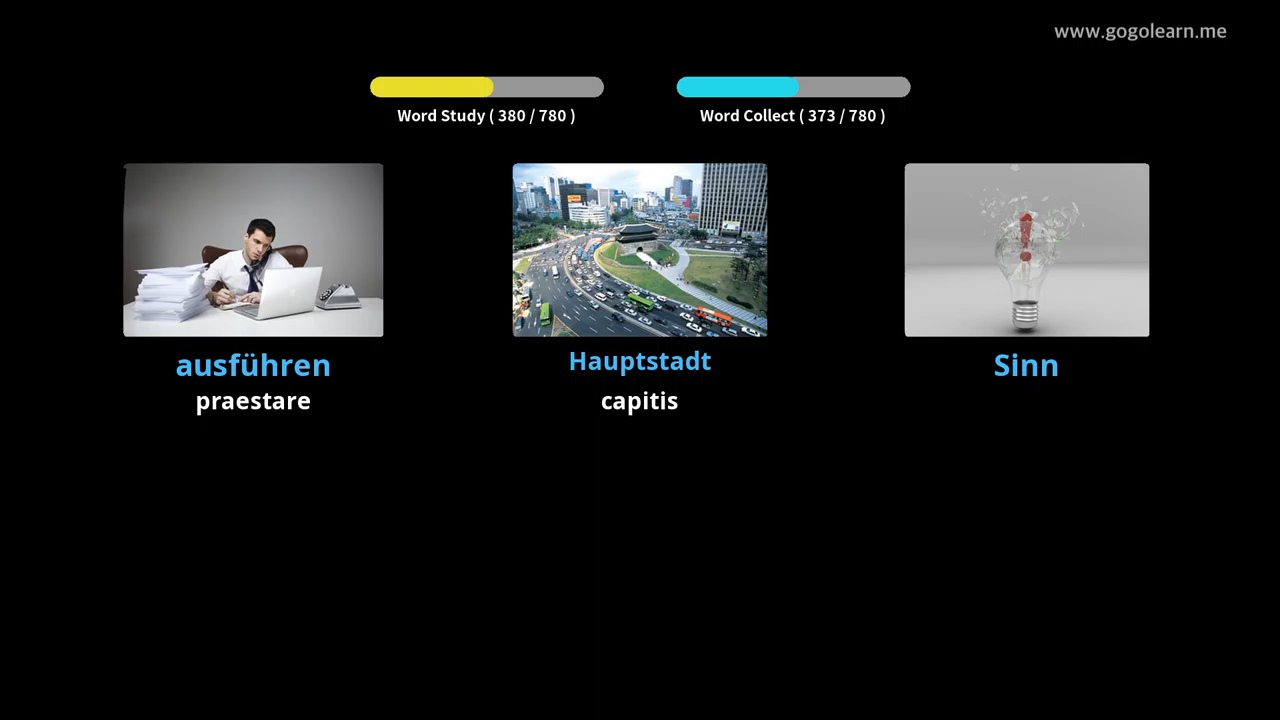 www.gogolearn.me
Word Study ( 380 / 780 )
Word Collect ( 373 / 780 )
ausführen
praestare
Hauptstadt
capitis
Sinn